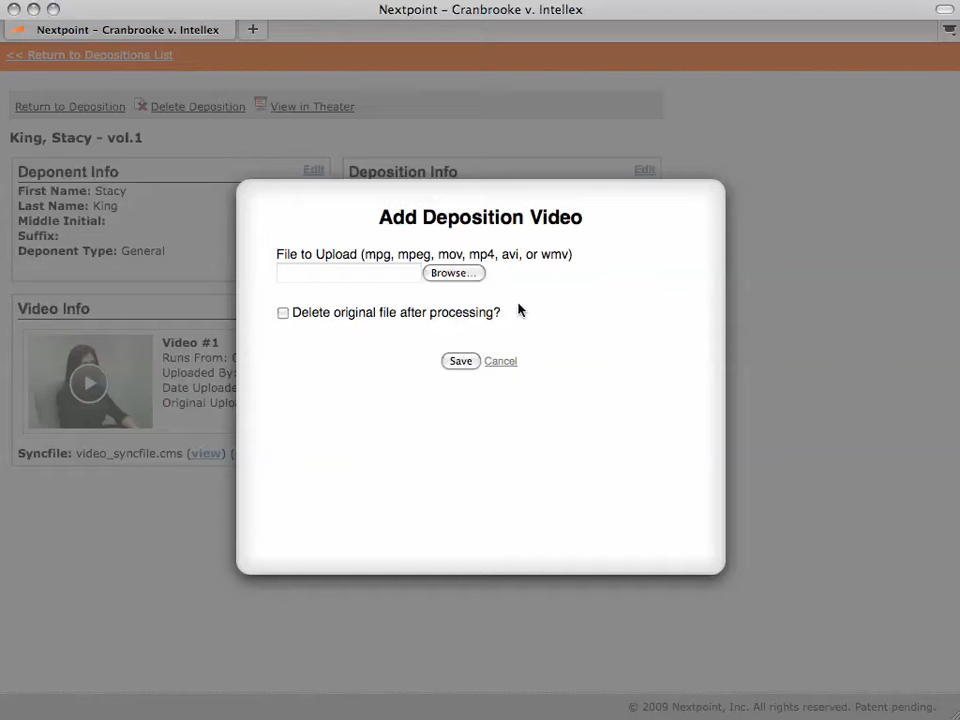 Nextpoint – Cranbrooke v. Intellex
Nextpoint – Cranbrooke v. Intellex
+
<< Return to Depositions List
Return to Deposition Delete Deposition View in Theater
King, Stacy - vol.1
Deponent Info Edit
First Name: Stacy
Last Name: King
Middle Initial:
Suffix:
Deponent Type: General
Deposition Info Edit
Add Deposition Video
File to Upload (mpg, mpeg, mov, mp4, avi, or wmv)
Browse...
Delete original file after processing?
Save Cancel
Video Info
Video #1
Runs From:
Uploaded By:
Date
Original
Syncfile: video_syncfile.cms (view) (
© 2009 Nextpoint, Inc. All rights reserved. Patent pending.